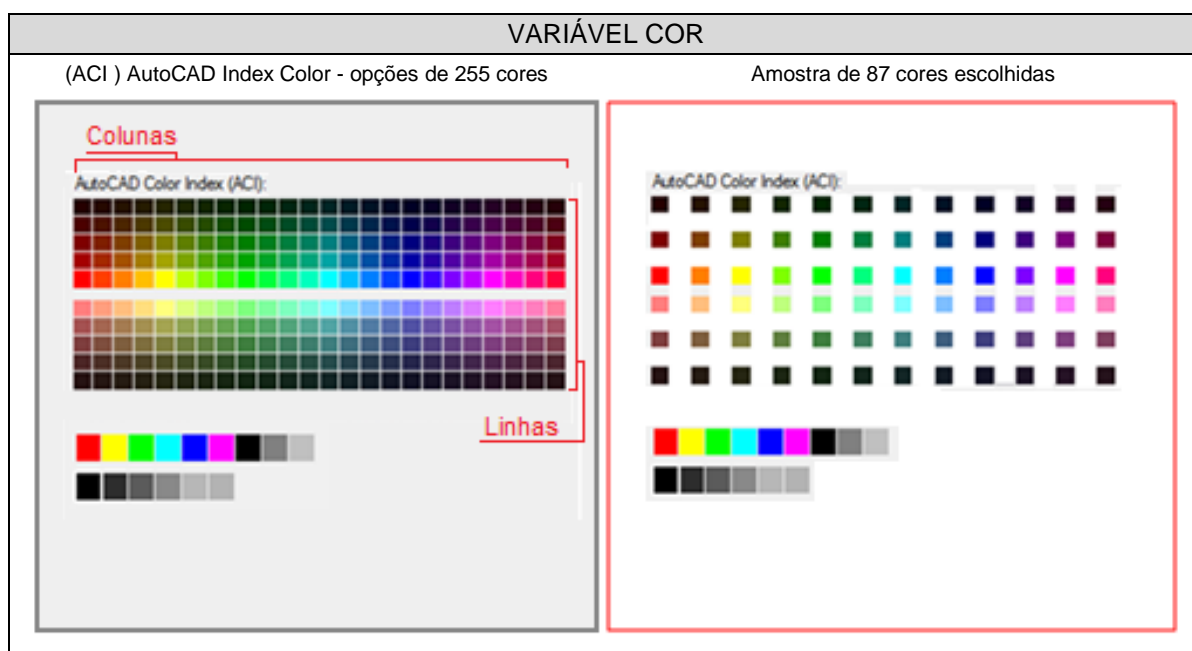 VARIÁVEL COR
(ACI ) AutoCAD Index Color - opções de 255 cores
Amostra de 87 cores escolhidas
Colunas
AutoCAD Color Index (ACI):
Linhas
AutoCAD Color Index (ACI):